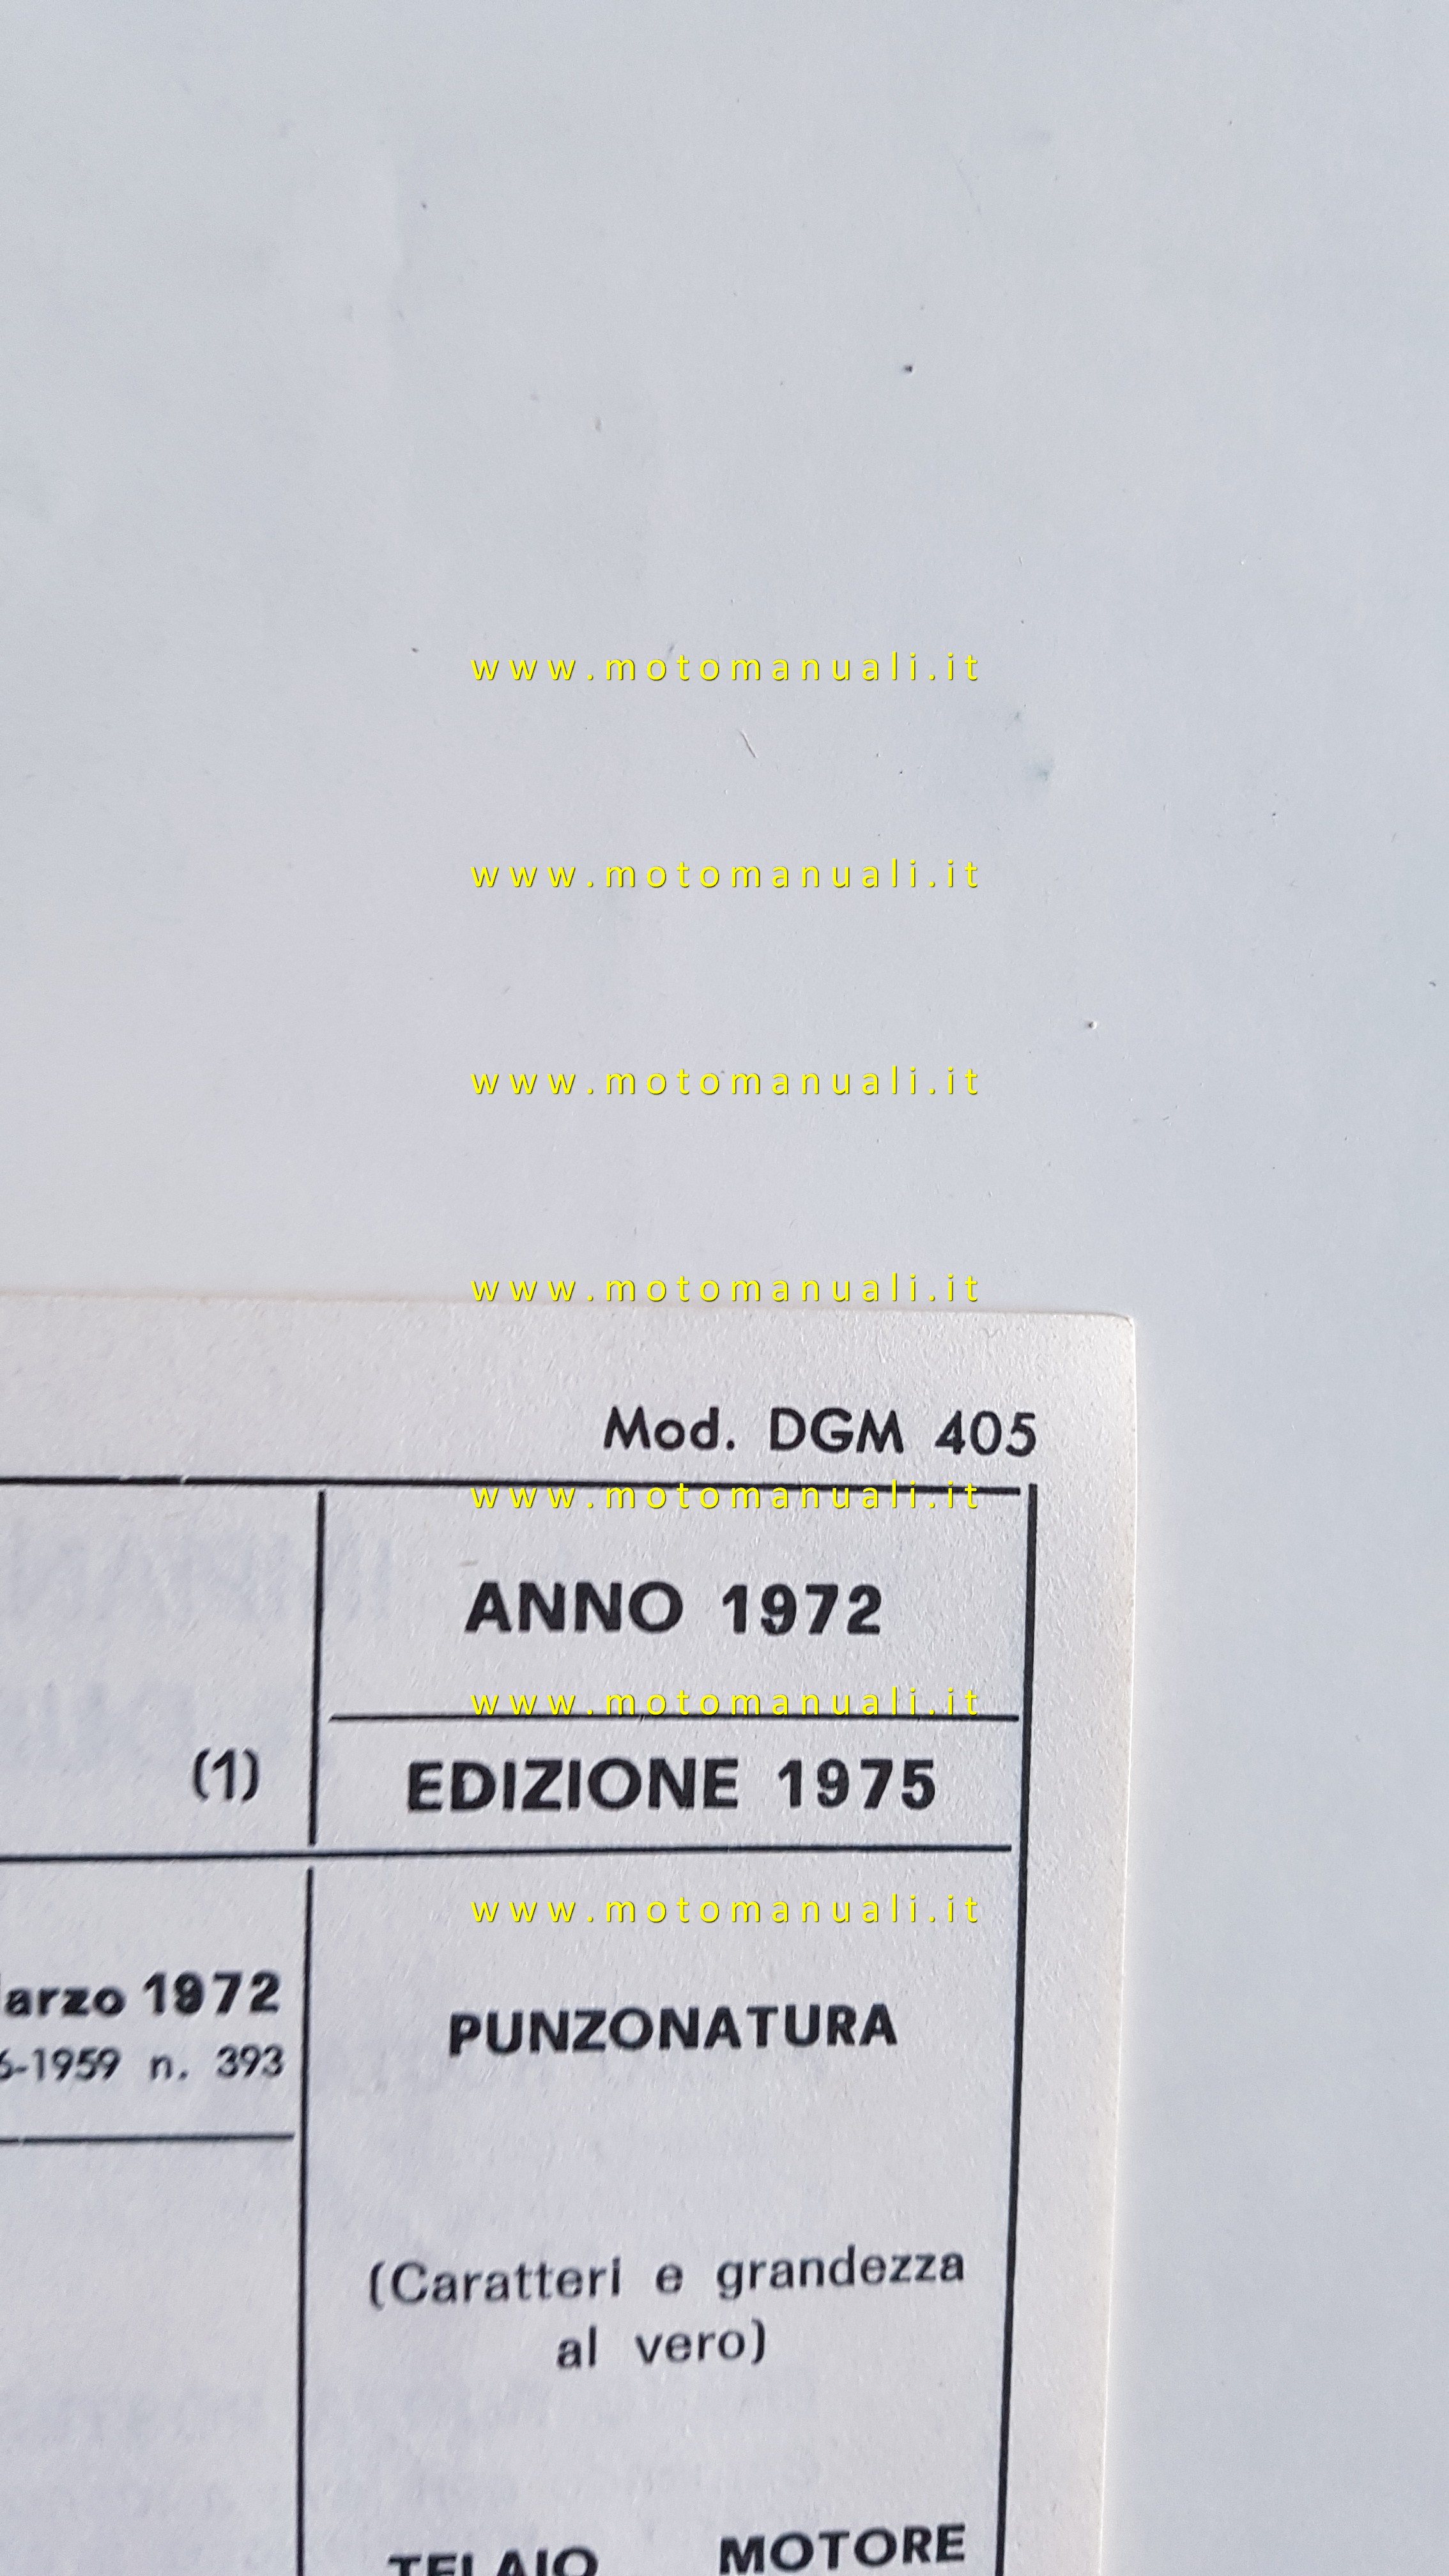 www.motomanuali.it
www.motomanuali.it
www.motomanuali.it
www.motomanuali.it
Mod. DGM 405
www.motomanuali.it
ANNO 1972
www.motomanuali.it
(1)
EDIZIONE 1975
www.motomanuali.it
arzo 1972
-1959 n. 393
PUNZONATURA
(Caratteri e grandezza
al vero)
TELAIO MOTORE